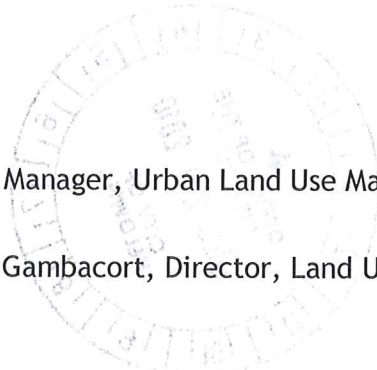 Manager, Urban Land Use Ma
Gambacort, Director, Land U